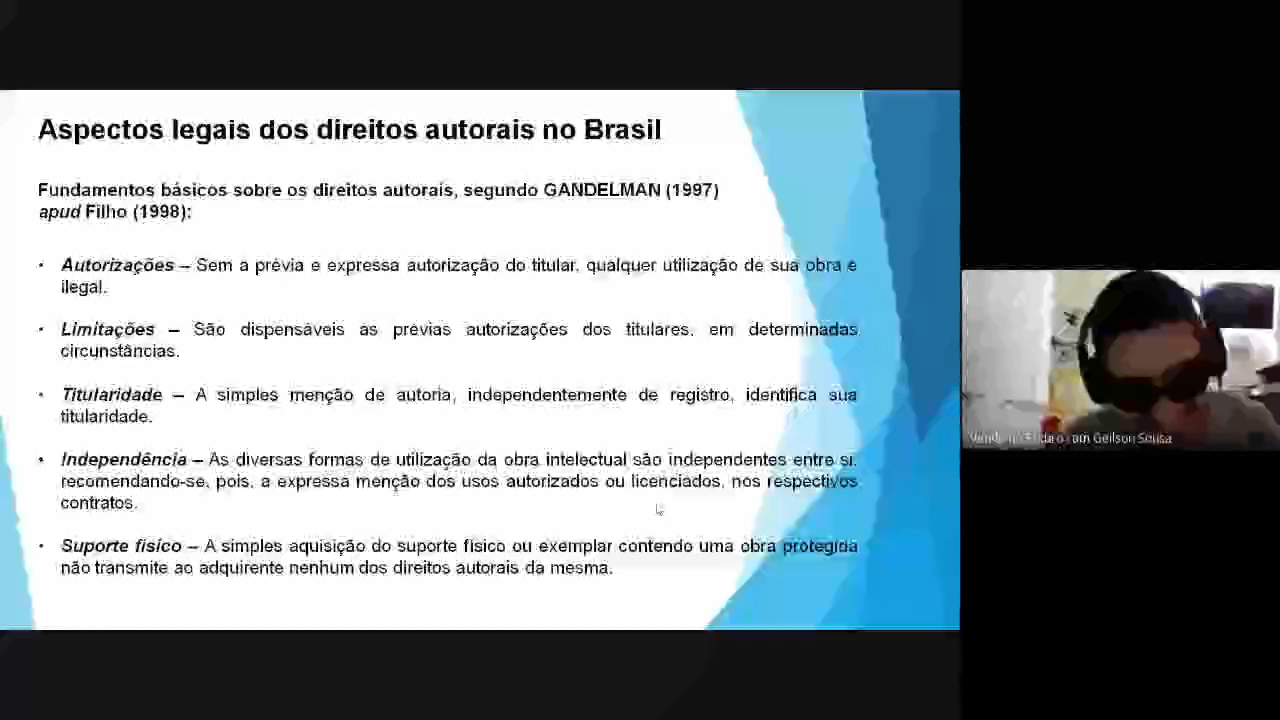 Aspectos legais dos direitos autorais no Brasil
Fundamentos básicos sobre os direitos autorais, segundo GANDELMAN (1997)
apud Filho (1998):
• Autorizações – Sem a prévia e expressa autorização do titular, qualquer utilização de sua obra é
ilegal.
• Limitações – São dispensáveis as prévias autorizações dos titulares, em determinadas
circunstâncias.
• Titularidade – A simples menção de autoria, independentemente de registro, identifica sua
titularidade.
• Independência – As diversas formas de utilização da obra intelectual são independentes entre si,
recomendando-se, pois, a expressa menção dos usos autorizados ou licenciados, nos respectivos
contratos.
• Suporte físico – A simples aquisição do suporte físico ou exemplar contendo uma obra protegida
não transmite ao adquirente nenhum dos direitos autorais da mesma.
Geilson Sousa